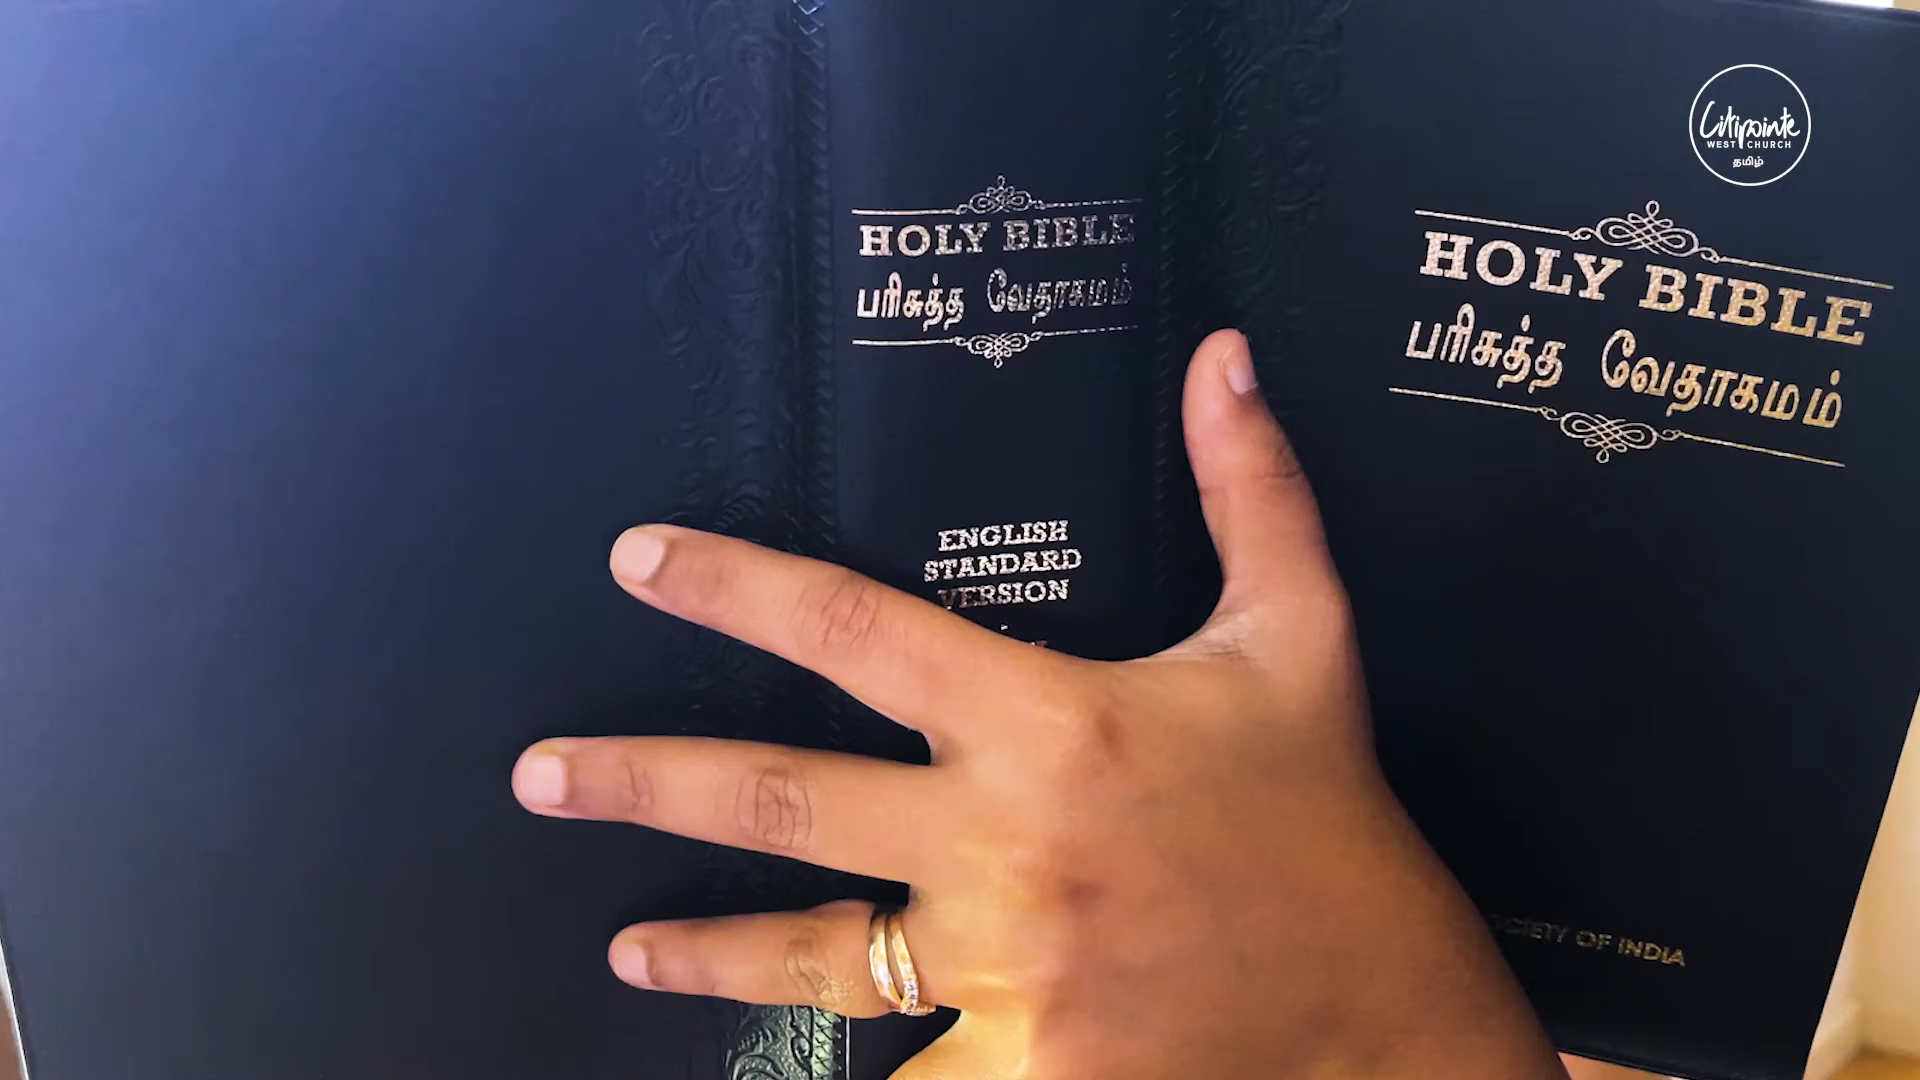 HOLY BIBLE
பரிசுத்த வேதாகமம்
ENGLISH
STANDARD
VERSION
HOLY BIBLE
பரிசுத்த வேதாகமம்
OF INDIA
Citipointe
WEST CHURCH
தமிழ்